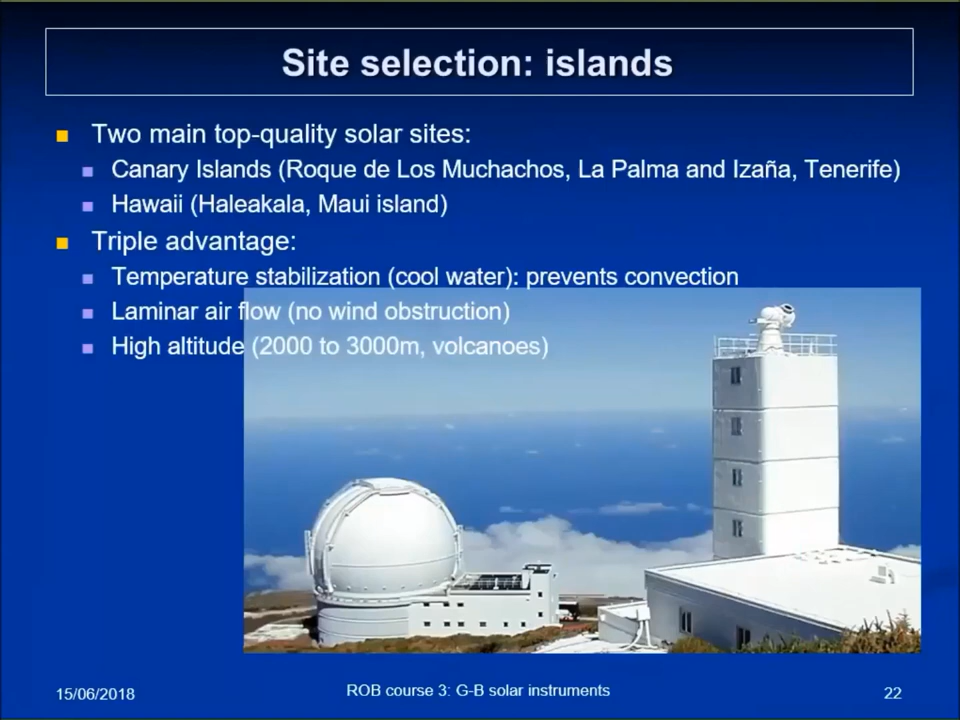 Site selection: islands
Two main top-quality solar sites:
Canary Islands (Roque de Los Muchachos, La Palma and Izaña, Tenerife)
Hawaii (Haleakala, Maui island)
Triple advantage:
Temperature stabilization (cool water): prevents convection
Laminar air flow (no wind obstruction)
High altitude (2000 to 3000m, volcanoes)
15/06/2018
ROB course 3: G-B solar instruments
22